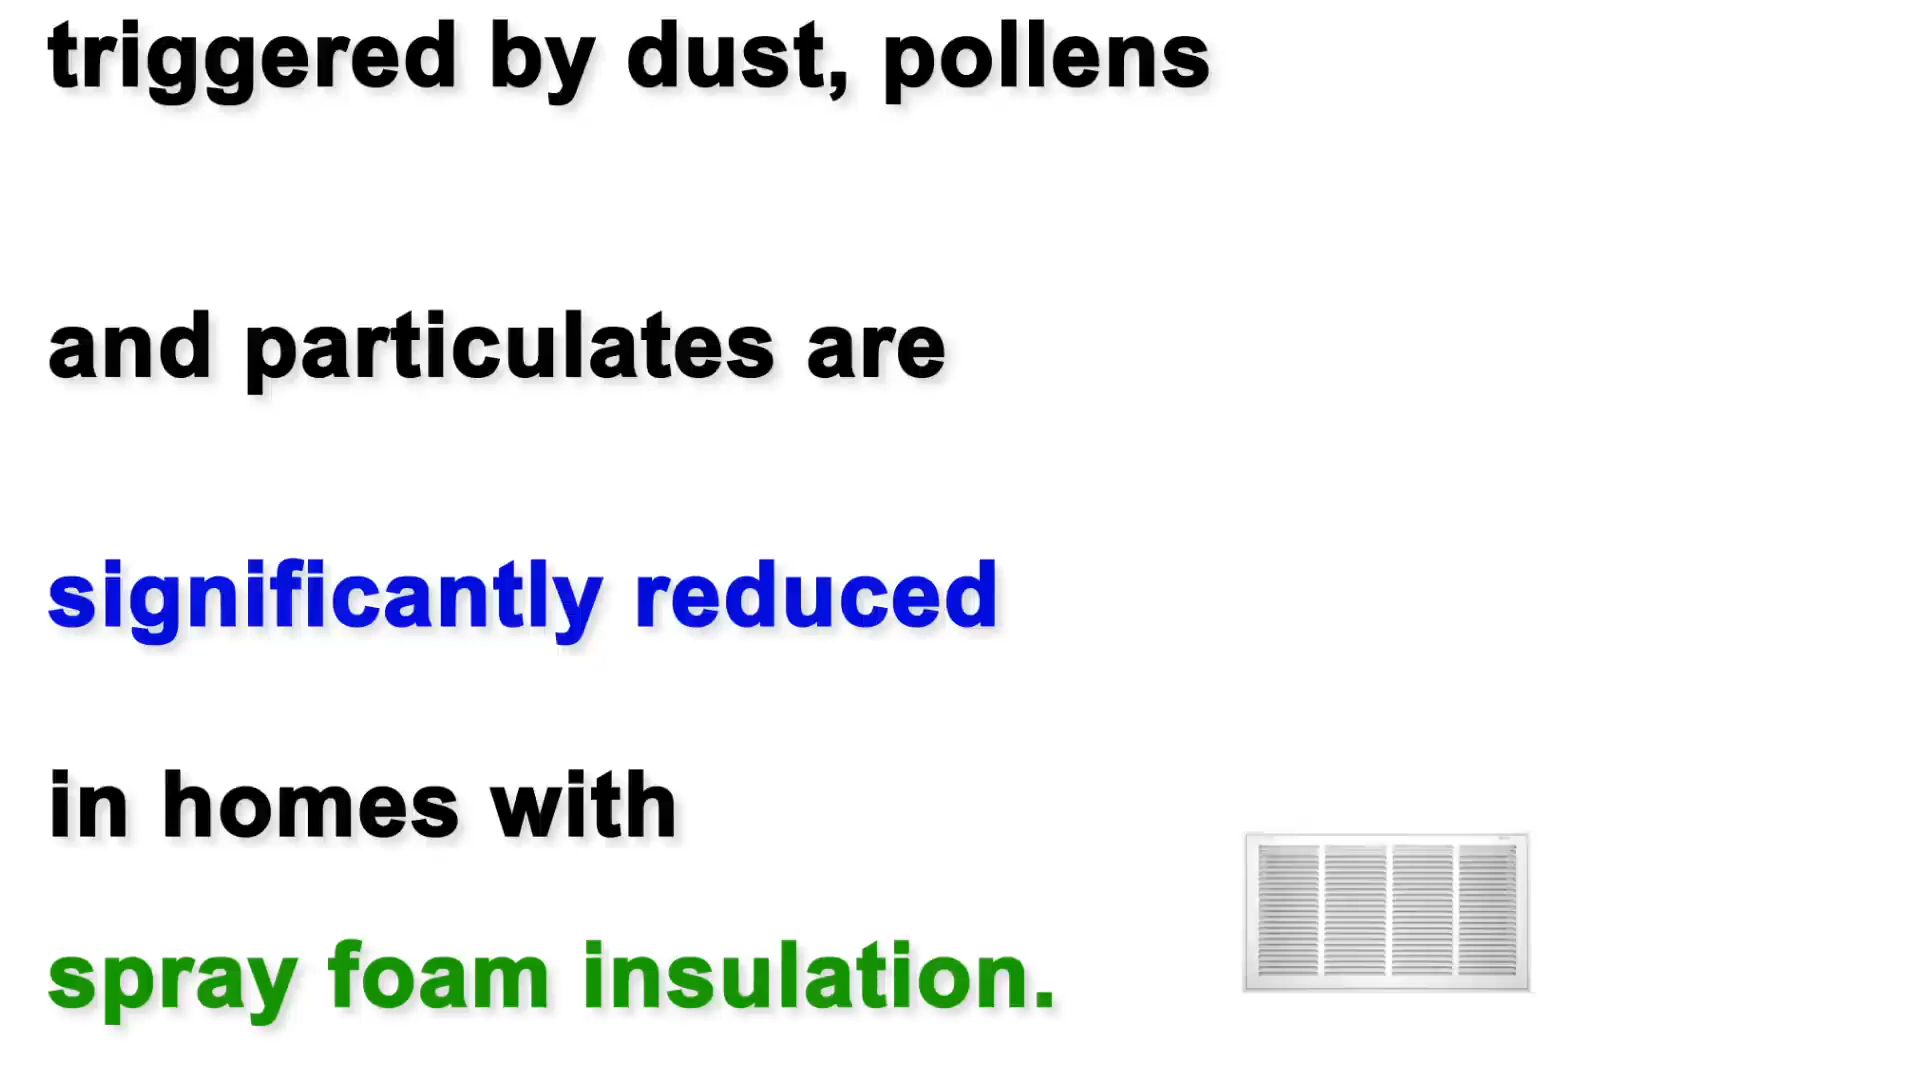 triggered by dust, pollens
and particulates are
significantly reduced
in homes with
spray foam insulation.